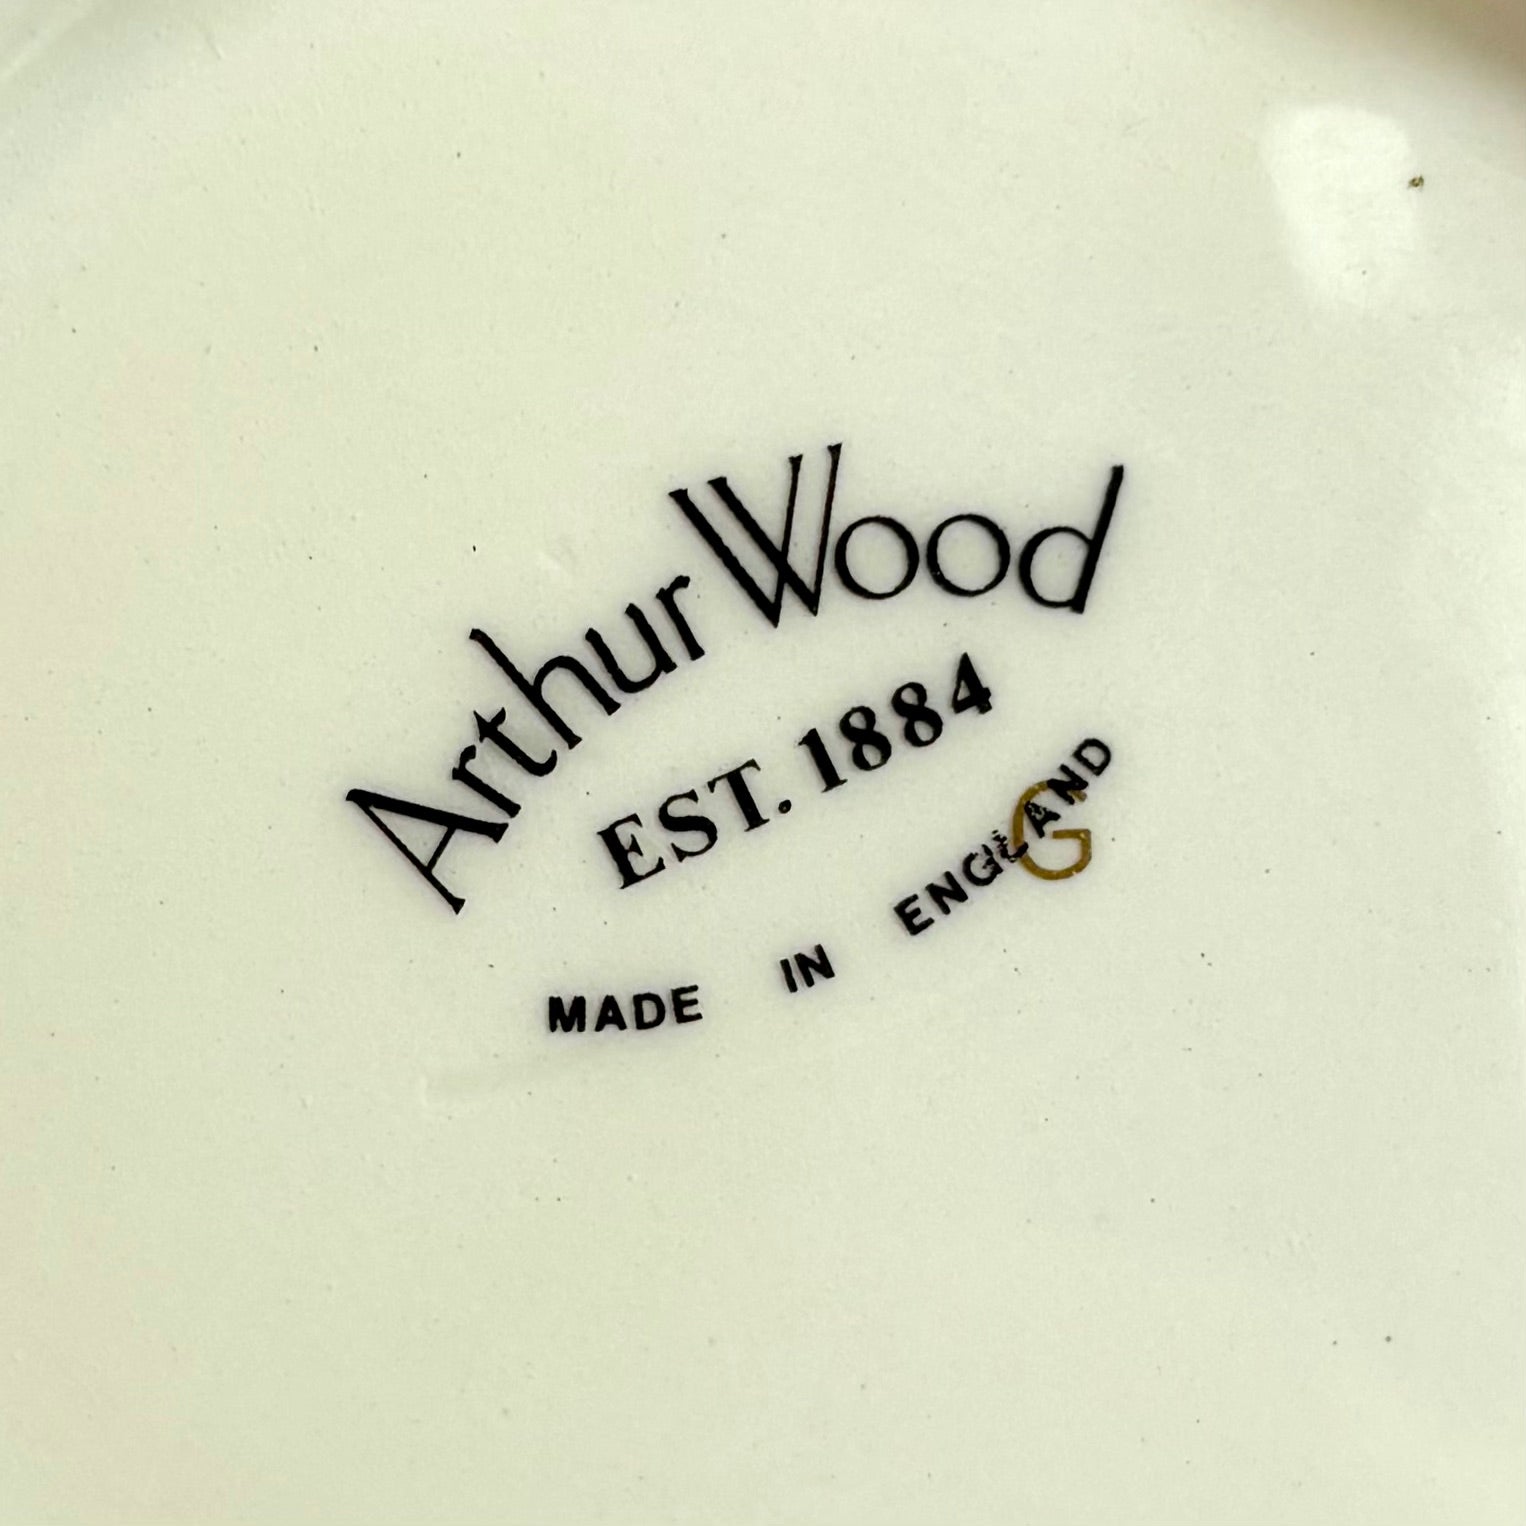 Arthur Wood
EST. 1884
MADE IN ENGLAND
G